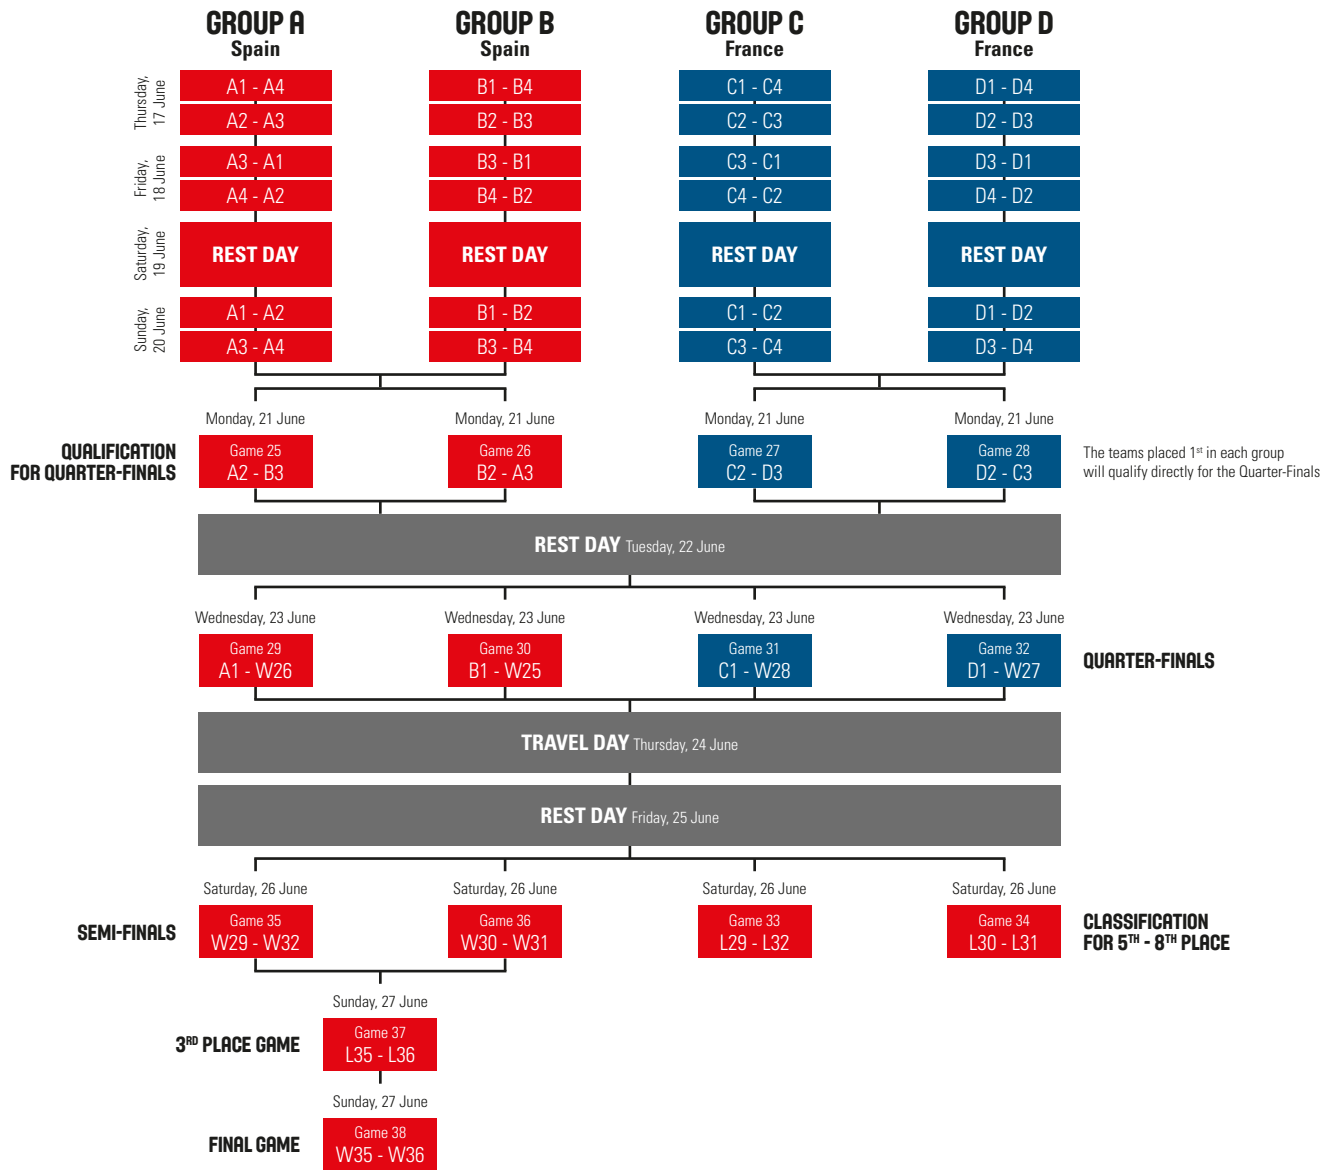 GROUP A
Spain
GROUP B
Spain
GROUP C
France
GROUP D
France
Thursday,
17 June
A1 - A4
B1 - B4
C1 - C4
D1 - D4
A2 - A3
B2 - B3
C2 - C3
D2 - D3
Friday,
18 June
A3 - A1
B3 - B1
C3 - C1
D3 - D1
A4 - A2
B4 - B2
C4 - C2
D4 - D2
Saturday,
19 June
REST DAY
REST DAY
REST DAY
REST DAY
Sunday,
20 June
A1 - A2
B1 - B2
C1 - C2
D1 - D2
A3 - A4
B3 - B4
C3 - C4
D3 - D4
QUALIFICATION
FOR QUARTER-FINALS
Monday, 21 June
Game 25
A2 - B3
Monday, 21 June
Game 26
B2 - A3
Monday, 21 June
Game 27
C2 - D3
Monday, 21 June
Game 28
D2 - C3
The teams placed 1st in each group
will qualify directly for the Quarter-Finals
REST DAY Tuesday, 22 June
Wednesday, 23 June
Game 29
A1 - W26
Wednesday, 23 June
Game 30
B1 - W25
Wednesday, 23 June
Game 31
C1 - W28
Wednesday, 23 June
Game 32
D1 - W27
QUARTER-FINALS
TRAVEL DAY Thursday, 24 June
REST DAY Friday, 25 June
SEMI-FINALS
Saturday, 26 June
Game 35
W29 - W32
Saturday, 26 June
Game 36
W30 - W31
Saturday, 26 June
Game 33
L29 - L32
Saturday, 26 June
Game 34
L30 - L31
CLASSIFICATION
FOR 5TH - 8TH PLACE
Sunday, 27 June
3RD PLACE GAME
Game 37
L35 - L36
Sunday, 27 June
FINAL GAME
Game 38
W35 - W36